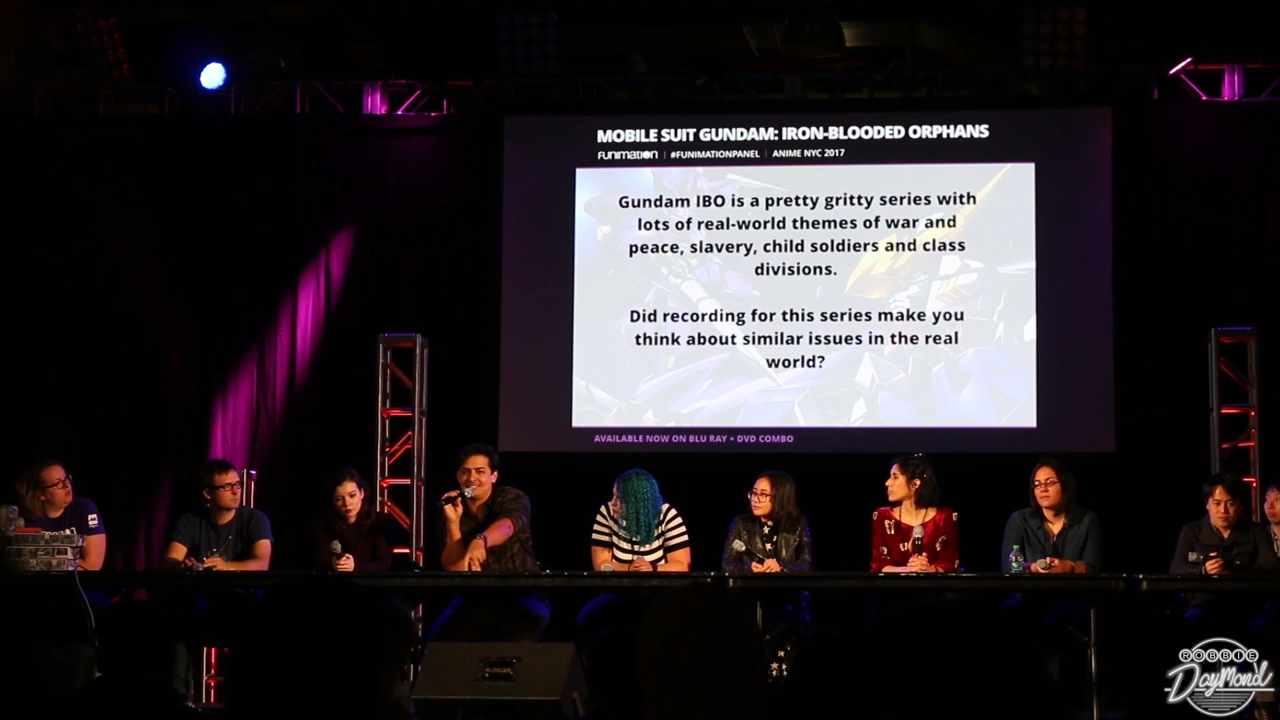 MOBILE SUIT GUNDAM: IRON-BLOODED ORPHANS
FUNIMATION | #FUNIMATIONPANEL | ANIME NYC 2017
Gundam IBO is a pretty gritty series with
lots of real-world themes of war and
peace, slavery, child soldiers and class
divisions.
Did recording for this series make you
think about similar issues in the real
world?
AVAILABLE NOW ON BLU RAY + DVD COMBO
ROBBIE
Daymond